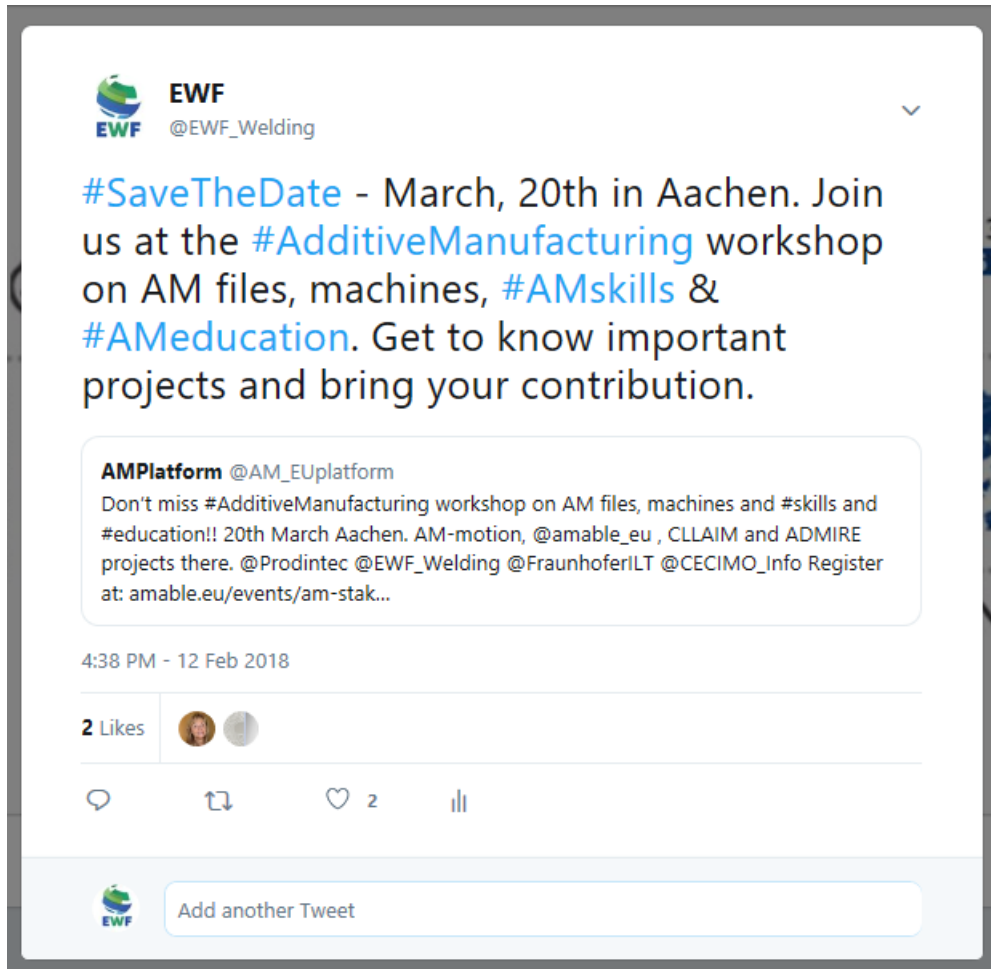 EWF
EWF
@EWF_Welding
#SaveTheDate - March, 20th in Aachen. Join
us at the #AdditiveManufacturing workshop
on AM files, machines, #AMskills &
#AMeducation. Get to know important
projects and bring your contribution.
AMPlatform @AM_EUplatform
Don't miss #AdditiveManufacturing workshop on AM files, machines and #skills and
#education!! 20th March Aachen. AM-motion, @amable_eu , CLLAIM and ADMIRE
projects there. @Prodintec @EWF_Welding @FraunhoferILT @CECIMO_Info Register
at: amable.eu/events/am-stak...
4:38 PM - 12 Feb 2018
2 Likes
2
EWF
Add another Tweet